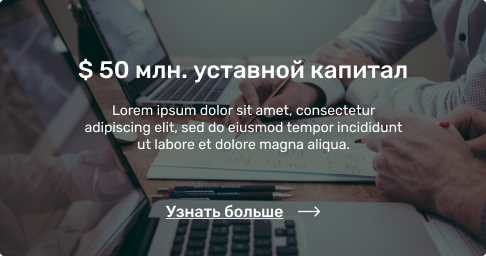 $ 50 млн. уставной капитал
Lorem ipsum dolor sit amet, consectetur
adipiscing elit, sed do eiusmod tempor incididunt
ut labore et dolore magna aliqua.
Узнать больше →